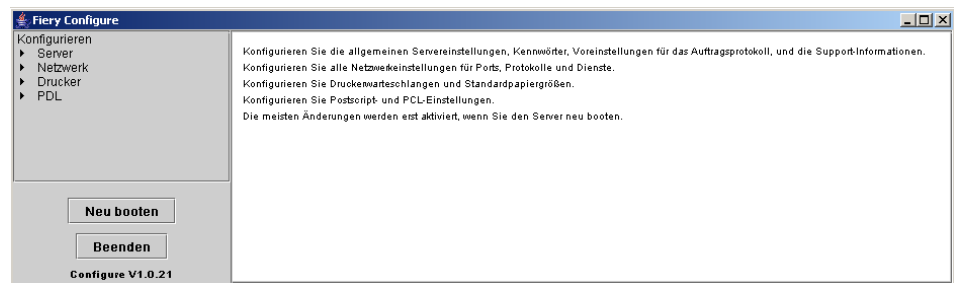 Fiery Configure
Konfigurieren
Server
Netzwerk
Drucker
PDL
Konfigurieren Sie die allgemeinen Servereinstellungen, Kennwörter, Voreinstellungen für das Auftragsprotokoll, und die Support-Informationen.
Konfigurieren Sie alle Netzwerkeinstellungen für Ports, Protokolle und Dienste.
Konfigurieren Sie Druckerwarteschlangen und Standardpapiergrößen.
Konfigurieren Sie Postscript- und PCL-Einstellungen.
Die meisten Änderungen werden erst aktiviert, wenn Sie den Server neu booten.
Neu booten
Beenden
Configure V1.0.21